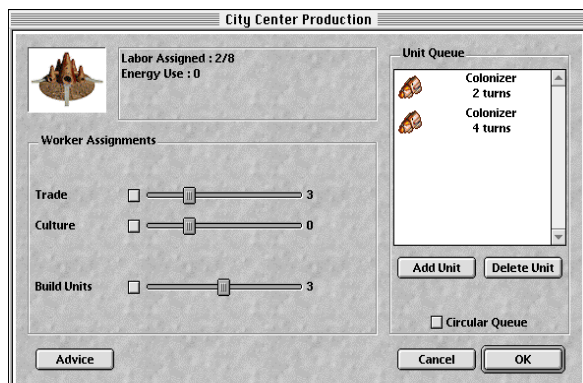 City Center Production
Labor Assigned : 2/8
Energy Use : 0
Unit Queue
Colonizer
2 turns
Colonizer
4 turns
Worker Assignments
Trade 3
Culture 0
Build Units 3
Add Unit Delete Unit
Circular Queue
Advice Cancel OK